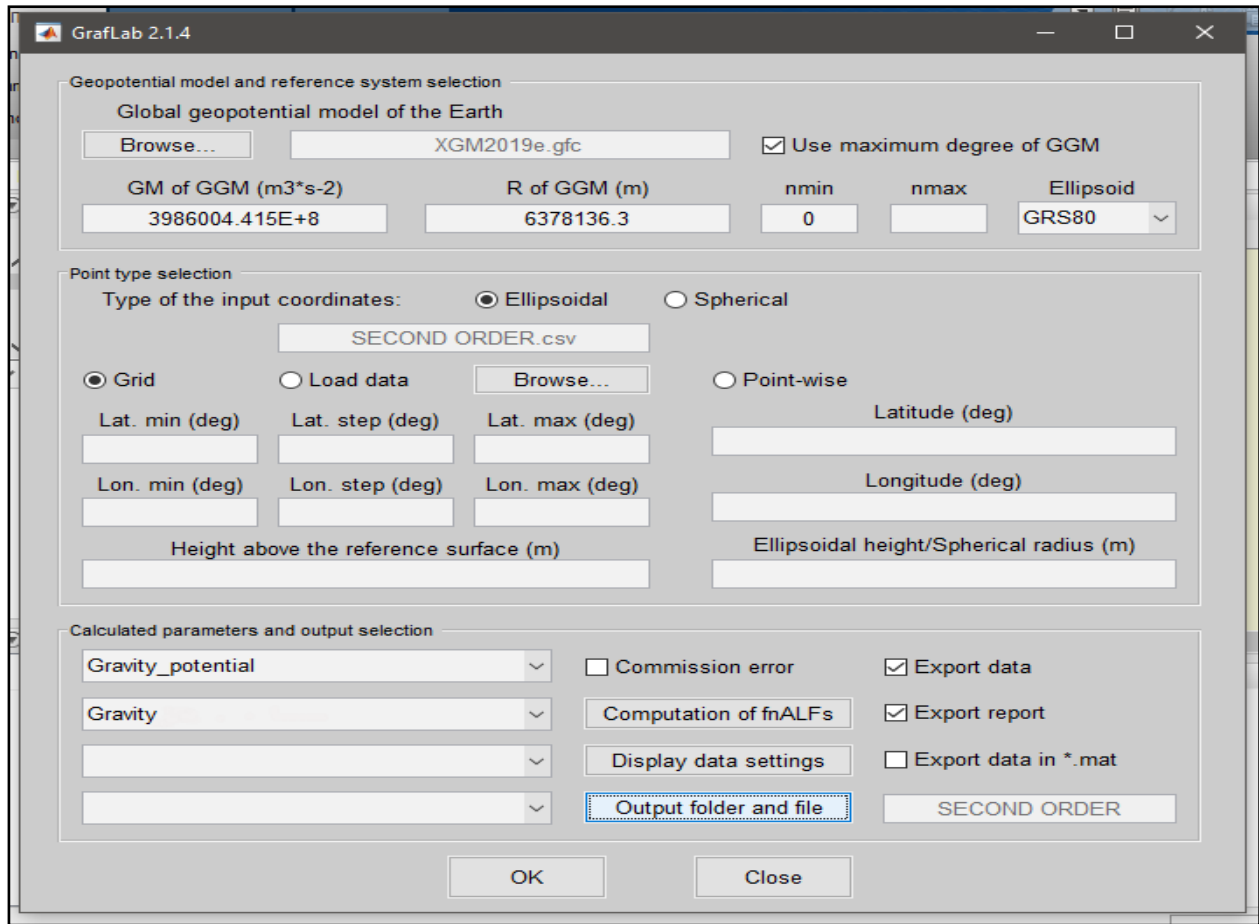 GrafLab 2.1.4
Geopotential model and reference system selection
Global geopotential model of the Earth
Browse... XGM2019e.gfc Use maximum degree of GGM
GM of GGM (m3*s-2) R of GGM (m) nmin nmax Ellipsoid
3986004.415E+8 6378136.3 0 GRS80
Point type selection
Type of the input coordinates: Ellipsoidal Spherical
SECOND ORDER.csv
Grid Load data Browse... Point-wise
Lat. min (deg) Lat. step (deg) Lat. max (deg) Latitude (deg)
Lon. min (deg) Lon. step (deg) Lon. max (deg) Longitude (deg)
Height above the reference surface (m) Ellipsoidal height/Spherical radius (m)
Calculated parameters and output selection
Gravity_potential Commission error Export data
Gravity Computation of fnALFs Export report
Display data settings Export data in *.mat
Output folder and file SECOND ORDER
OK Close